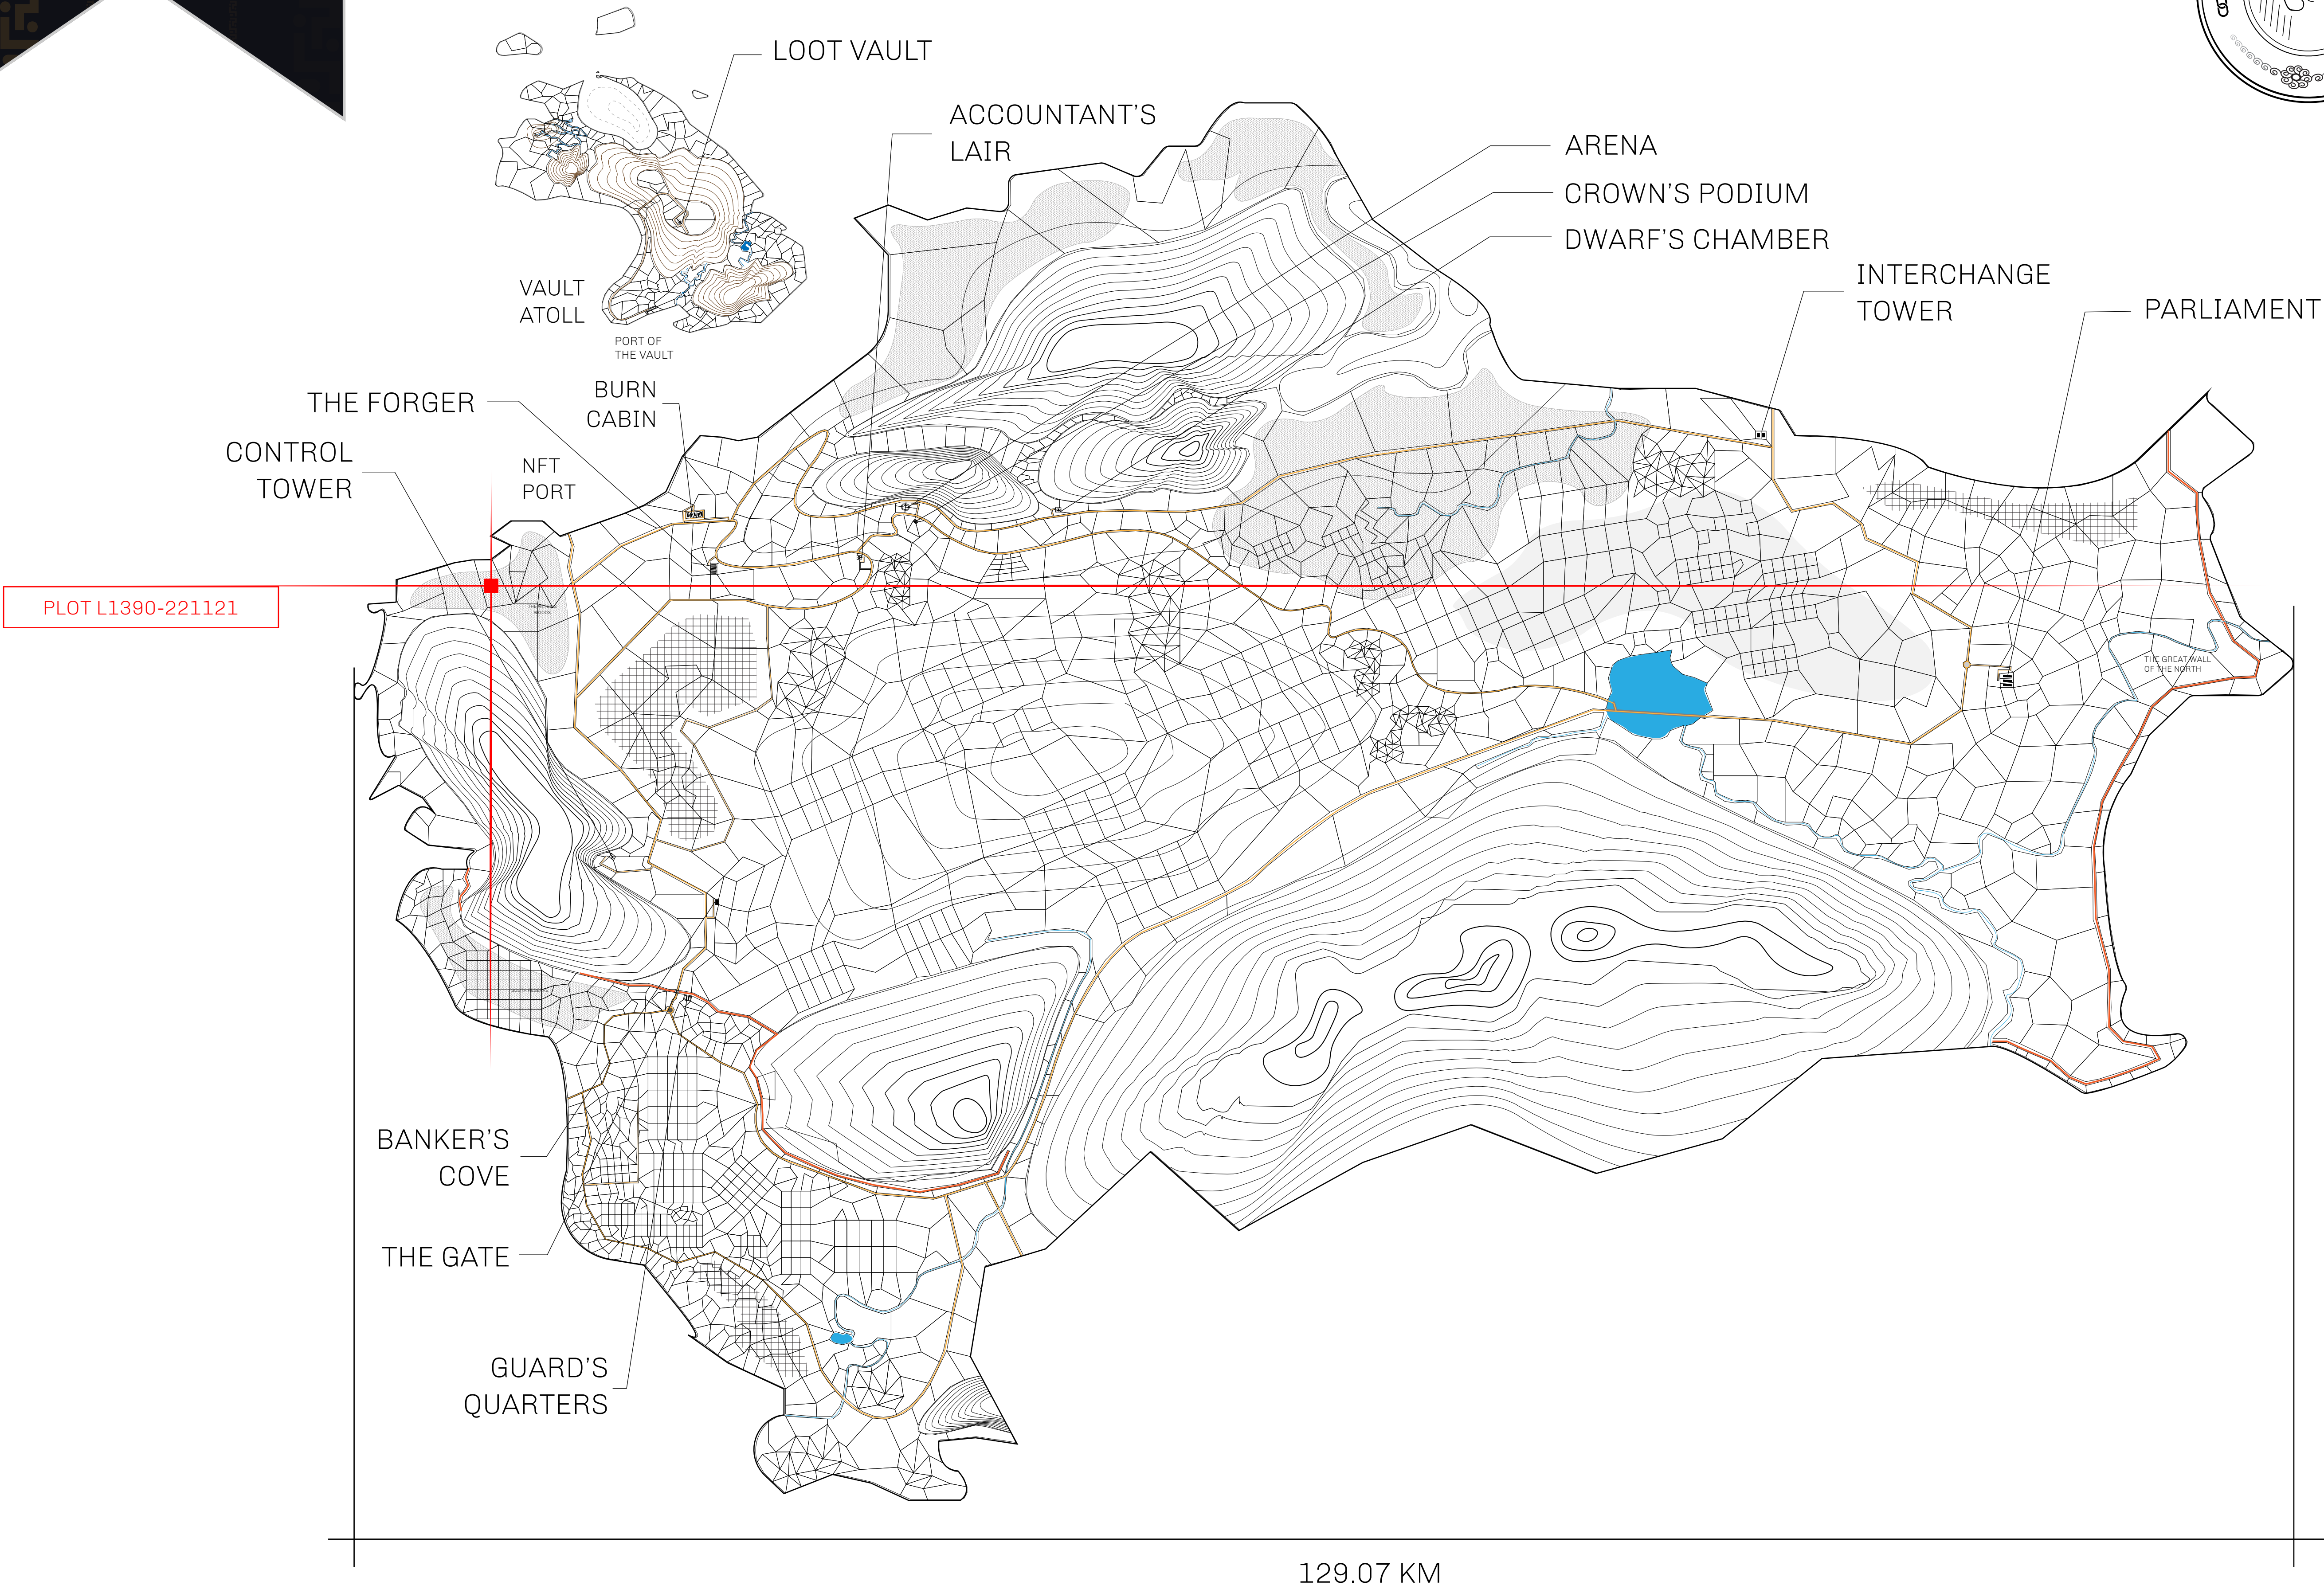 LOOT VAULT
ACCOUNTANT'S
LAIR
ARENA
CROWN'S PODIUM
DWARF'S CHAMBER
INTERCHANGE
TOWER
PARLIAMENT
VAULT
ATOLL
PORT OF
THE VAULT
BURN
CABIN
THE FORGER
CONTROL
TOWER
NFT
PORT
PLOT L1390-221121
WOODS
THE GREAT WALL
OF THE NORTH
BANKER'S
COVE
THE GATE
GUARD'S
QUARTERS
129.07 KM